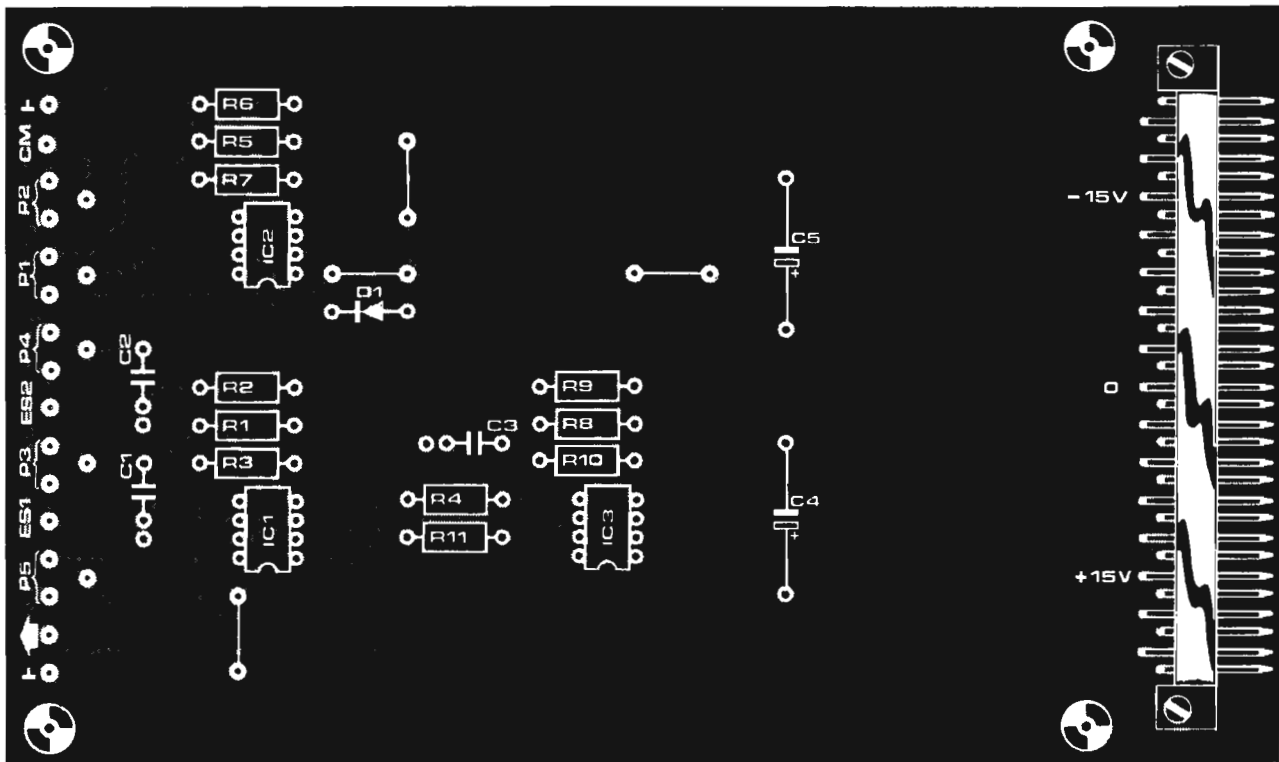 CM
P2
P1
P4
ES2
P3
ES1
P5
R6
R5
R7
IC2
D1
C2
C1
R2
R1
R3
IC1
C3
R4
R11
R9
R8
R10
IC3
C5
+
C4
+
-15V
0
+15V